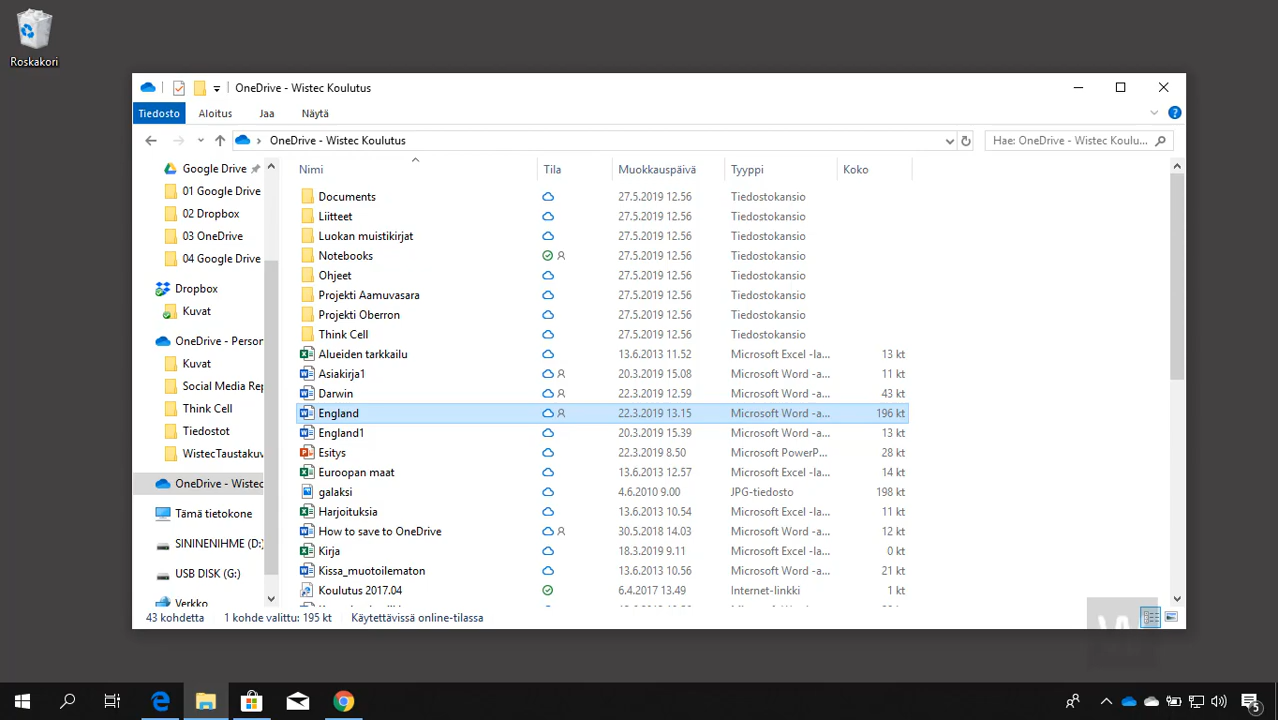 Roskakori
OneDrive - Wistec Koulutus
Tiedosto Aloitus Jaa Näytä
OneDrive - Wistec Koulutus Hae: OneDrive - Wistec Koulu...
Nimi Tila Muokkauspäivä Tyyppi Koko
Google Drive
01 Google Drive
02 Dropbox
03 OneDrive
04 Google Drive
Dropbox
Kuvat
OneDrive - Person
Kuvat
Social Media Rep
Think Cell
Tiedostot
WistecTaustakuv
OneDrive - Wistec
Tämä tietokone
SININENIHME (D:)
USB DISK (G:)
Verkko
Documents 27.5.2019 12.56 Tiedostokansio
Liitteet 27.5.2019 12.56 Tiedostokansio
Luokan muistikirjat 27.5.2019 12.56 Tiedostokansio
Notebooks 27.5.2019 12.56 Tiedostokansio
Ohjeet 27.5.2019 12.56 Tiedostokansio
Projekti Aamuvasara 27.5.2019 12.56 Tiedostokansio
Projekti Oberron 27.5.2019 12.56 Tiedostokansio
Think Cell 27.5.2019 12.56 Tiedostokansio
Alueiden tarkkailu 13.6.2013 11.52 Microsoft Excel -la... 13 kt
Asiakirja1 20.3.2019 15.08 Microsoft Word -a... 11 kt
Darwin 22.3.2019 12.59 Microsoft Word -a... 43 kt
England 22.3.2019 13.15 Microsoft Word -a... 196 kt
England1 20.3.2019 15.39 Microsoft Word -a... 13 kt
Esitys 22.3.2019 8.50 Microsoft PowerP... 28 kt
Euroopan maat 13.6.2013 12.57 Microsoft Excel -la... 14 kt
galaksi 4.6.2010 9.00 JPG-tiedosto 198 kt
Harjoituksia 13.6.2013 10.54 Microsoft Excel -la... 11 kt
How to save to OneDrive 30.5.2018 14.03 Microsoft Word -a... 12 kt
Kirja 18.3.2019 9.11 Microsoft Excel -la... 0 kt
Kissa_muotoilematon 13.6.2013 10.56 Microsoft Word -a... 21 kt
Koulutus 2017.04 6.4.2017 13.49 Internet-linkki 1 kt
43 kohdetta 1 kohde valittu: 195 kt Käytettävissä online-tilassa
5